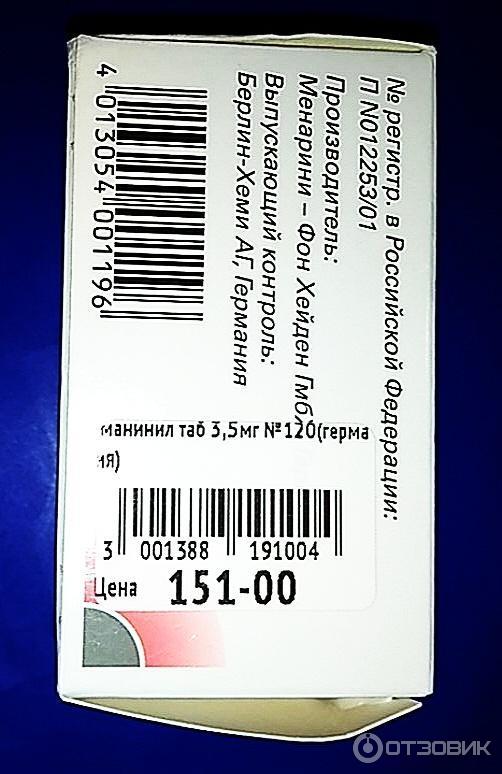 № регистр. в Российской Федерации:
П N012253/01
Производитель:
Менарини – Фон Хейден Гмб
Выпускающий контроль:
Берлин-Хеми АГ, Германия
4 013054 001196
манинил таб 3,5мг №120(герма
ия)
3 001388 191004
Цена 151-00
ОТЗОВИК